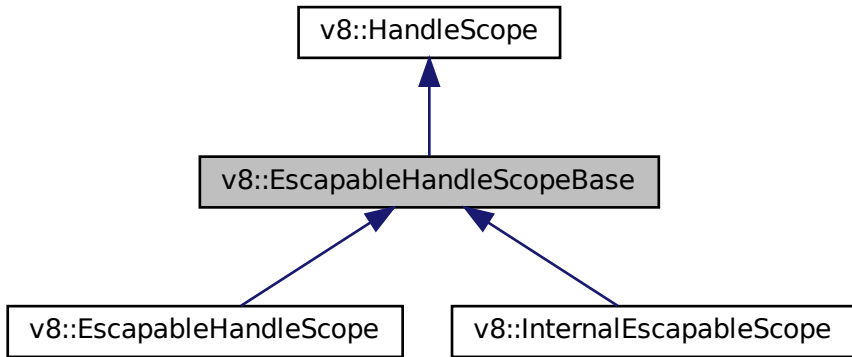 v8::HandleScope
v8::EscapableHandleScopeBase
v8::EscapableHandleScope
v8::InternalEscapableScope